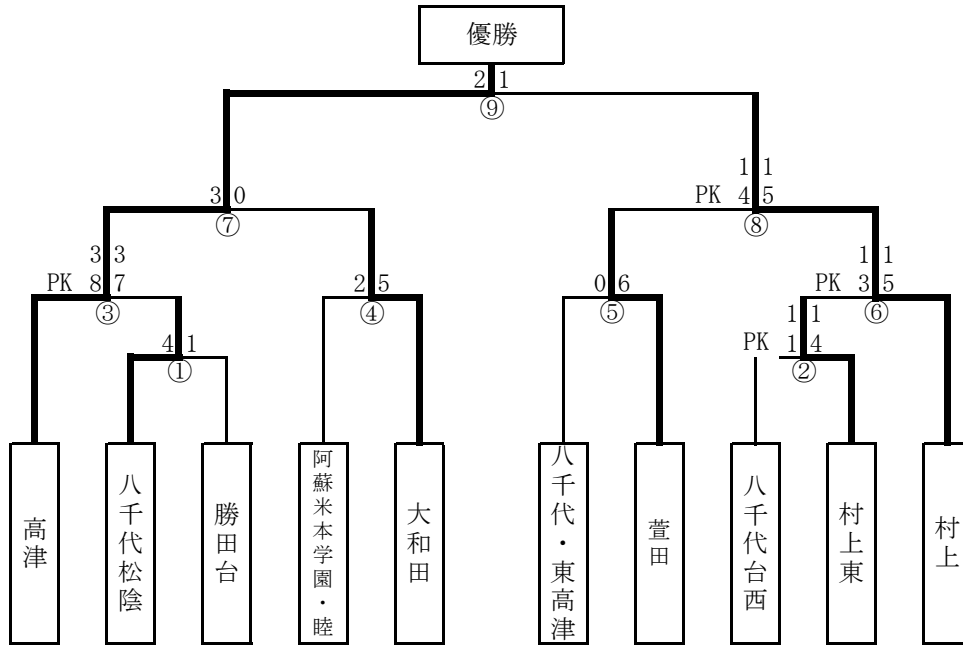 優勝
2 1
⑨
1 1
3 0
PK 4 5
⑦
⑧
3 3
1 1
PK 8 7
2 5
0 6
PK 3 5
③
④
⑤
⑥
1 1
4 1
PK 1 4
①
②
高津
八千代松陰
勝田台
阿蘇米本学園・睦
大和田
八千代・東高津
萱田
八千代台西
村上東
村上